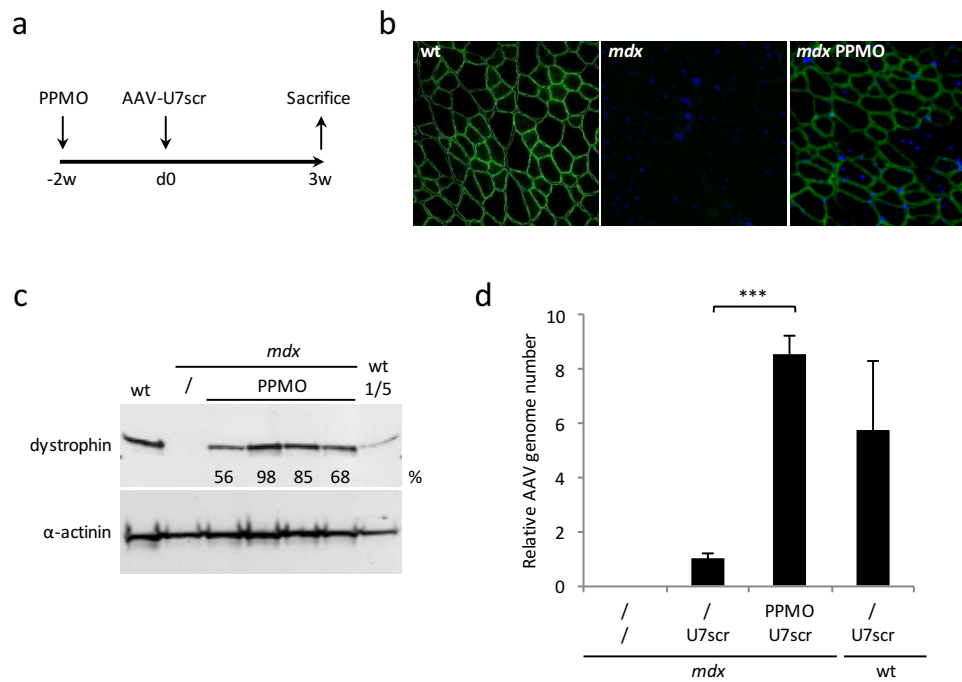 a
PPMO AAV-U7scr Sacrifice
-2w d0 3w
b
wt mdx mdx PPMO
c
mdx
wt / PPMO wt 1/5
dystrophin
56 98 85 68 %
α-actinin
d
***
Relative AAV genome number
10
8
6
4
2
0
/ / PPMO /
/ U7scr U7scr U7scr
mdx wt